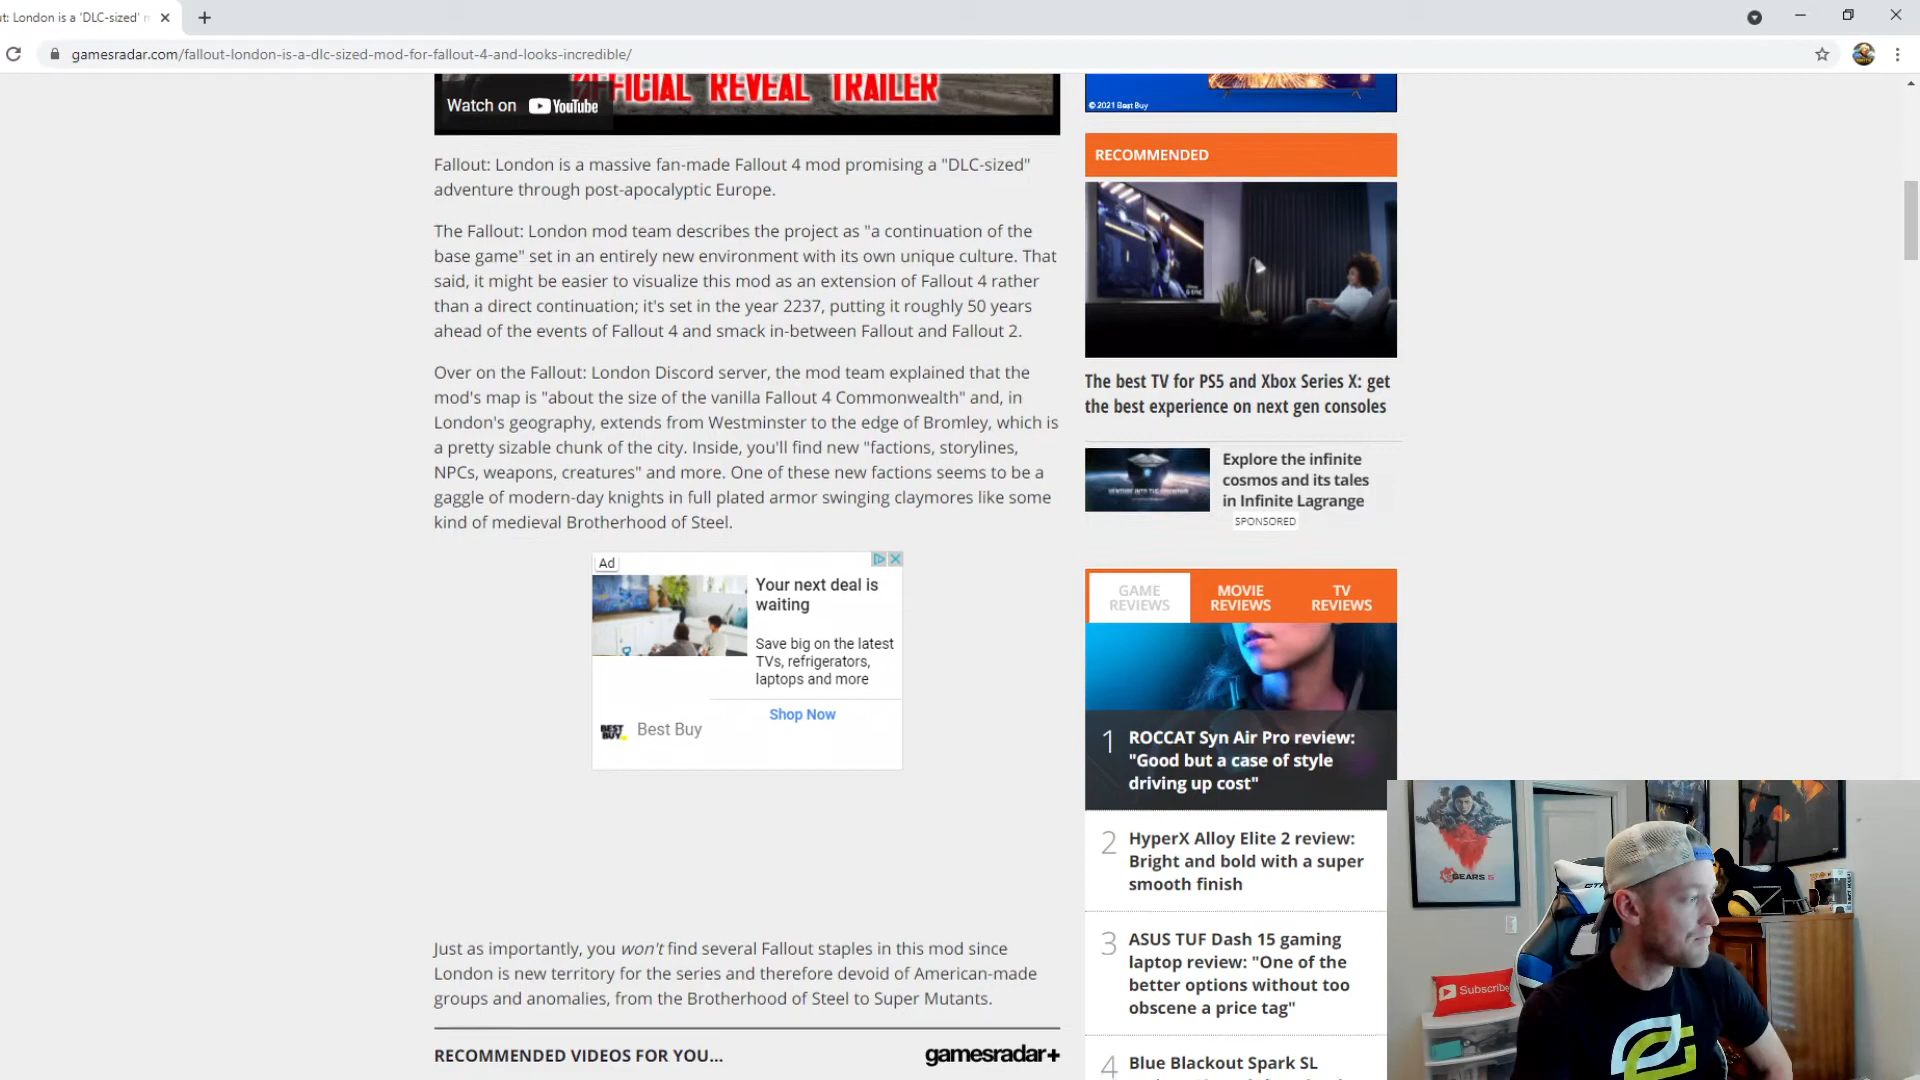 ut: London is a 'DLC-sized' m
gamesradar.com/fallout-london-is-a-dlc-sized-mod-for-fallout-4-and-looks-incredible/
OFFICIAL REVEAL TRAILER
Watch on YouTube
Fallout: London is a massive fan-made Fallout 4 mod promising a "DLC-sized"
adventure through post-apocalyptic Europe.
The Fallout: London mod team describes the project as "a continuation of the
base game" set in an entirely new environment with its own unique culture. That
said, it might be easier to visualize this mod as an extension of Fallout 4 rather
than a direct continuation; it's set in the year 2237, putting it roughly 50 years
ahead of the events of Fallout 4 and smack in-between Fallout and Fallout 2.
Over on the Fallout: London Discord server, the mod team explained that the
mod's map is "about the size of the vanilla Fallout 4 Commonwealth" and, in
London's geography, extends from Westminster to the edge of Bromley, which is
a pretty sizable chunk of the city. Inside, you'll find new "factions, storylines,
NPCs, weapons, creatures" and more. One of these new factions seems to be a
gaggle of modern-day knights in full plated armor swinging claymores like some
kind of medieval Brotherhood of Steel.
Ad
Your next deal is
waiting
Save big on the latest
TVs, refrigerators,
laptops and more
Shop Now
BEST BUY
Best Buy
Just as importantly, you won't find several Fallout staples in this mod since
London is new territory for the series and therefore devoid of American-made
groups and anomalies, from the Brotherhood of Steel to Super Mutants.
RECOMMENDED VIDEOS FOR YOU...
gamesradar+
© 2021 Best Buy
RECOMMENDED
The best TV for PS5 and Xbox Series X: get
the best experience on next gen consoles
Explore the infinite
cosmos and its tales
in Infinite Lagrange
SPONSORED
GAME
REVIEWS
MOVIE
REVIEWS
TV
REVIEWS
1
ROCCAT Syn Air Pro review:
"Good but a case of style
driving up cost"
2
HyperX Alloy Elite 2 review:
Bright and bold with a super
smooth finish
3
ASUS TUF Dash 15 gaming
laptop review: "One of the
better options without too
obscene a price tag"
4
Blue Blackout Spark SL
GEARS 5
Subscribe